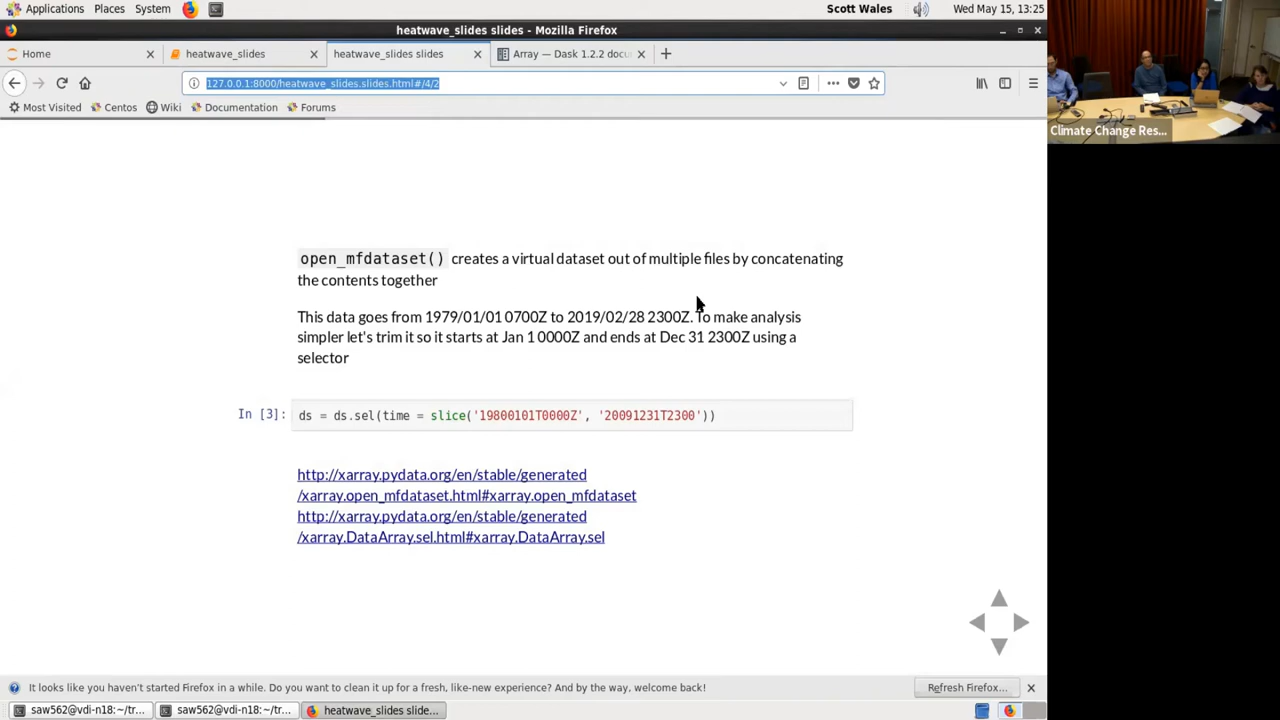 Applications Places System
Scott Wales
Wed May 15, 13:25
heatwave_slides slides - Mozilla Firefox
Home
heatwave_slides
heatwave_slides slides
Array — Dask 1.2.2 docu
127.0.0.1:8000/heatwave_slides.slides.html#/4/2
Most Visited Centos Wiki Documentation Forums
Climate Change Res...
open_mfdataset() creates a virtual dataset out of multiple files by concatenating
the contents together
This data goes from 1979/01/01 0700Z to 2019/02/28 2300Z. To make analysis
simpler let's trim it so it starts at Jan 1 0000Z and ends at Dec 31 2300Z using a
selector
In [3]: ds = ds.sel(time = slice('19800101T0000Z', '20091231T2300'))
http://xarray.pydata.org/en/stable/generated
/xarray.open_mfdataset.html#xarray.open_mfdataset
http://xarray.pydata.org/en/stable/generated
/xarray.DataArray.sel.html#xarray.DataArray.sel
It looks like you haven't started Firefox in a while. Do you want to clean it up for a fresh, like-new experience? And by the way, welcome back!
Refresh Firefox...
saw562@vdi-n18:~/tr...
saw562@vdi-n18:~/tr...
heatwave_slides slide...